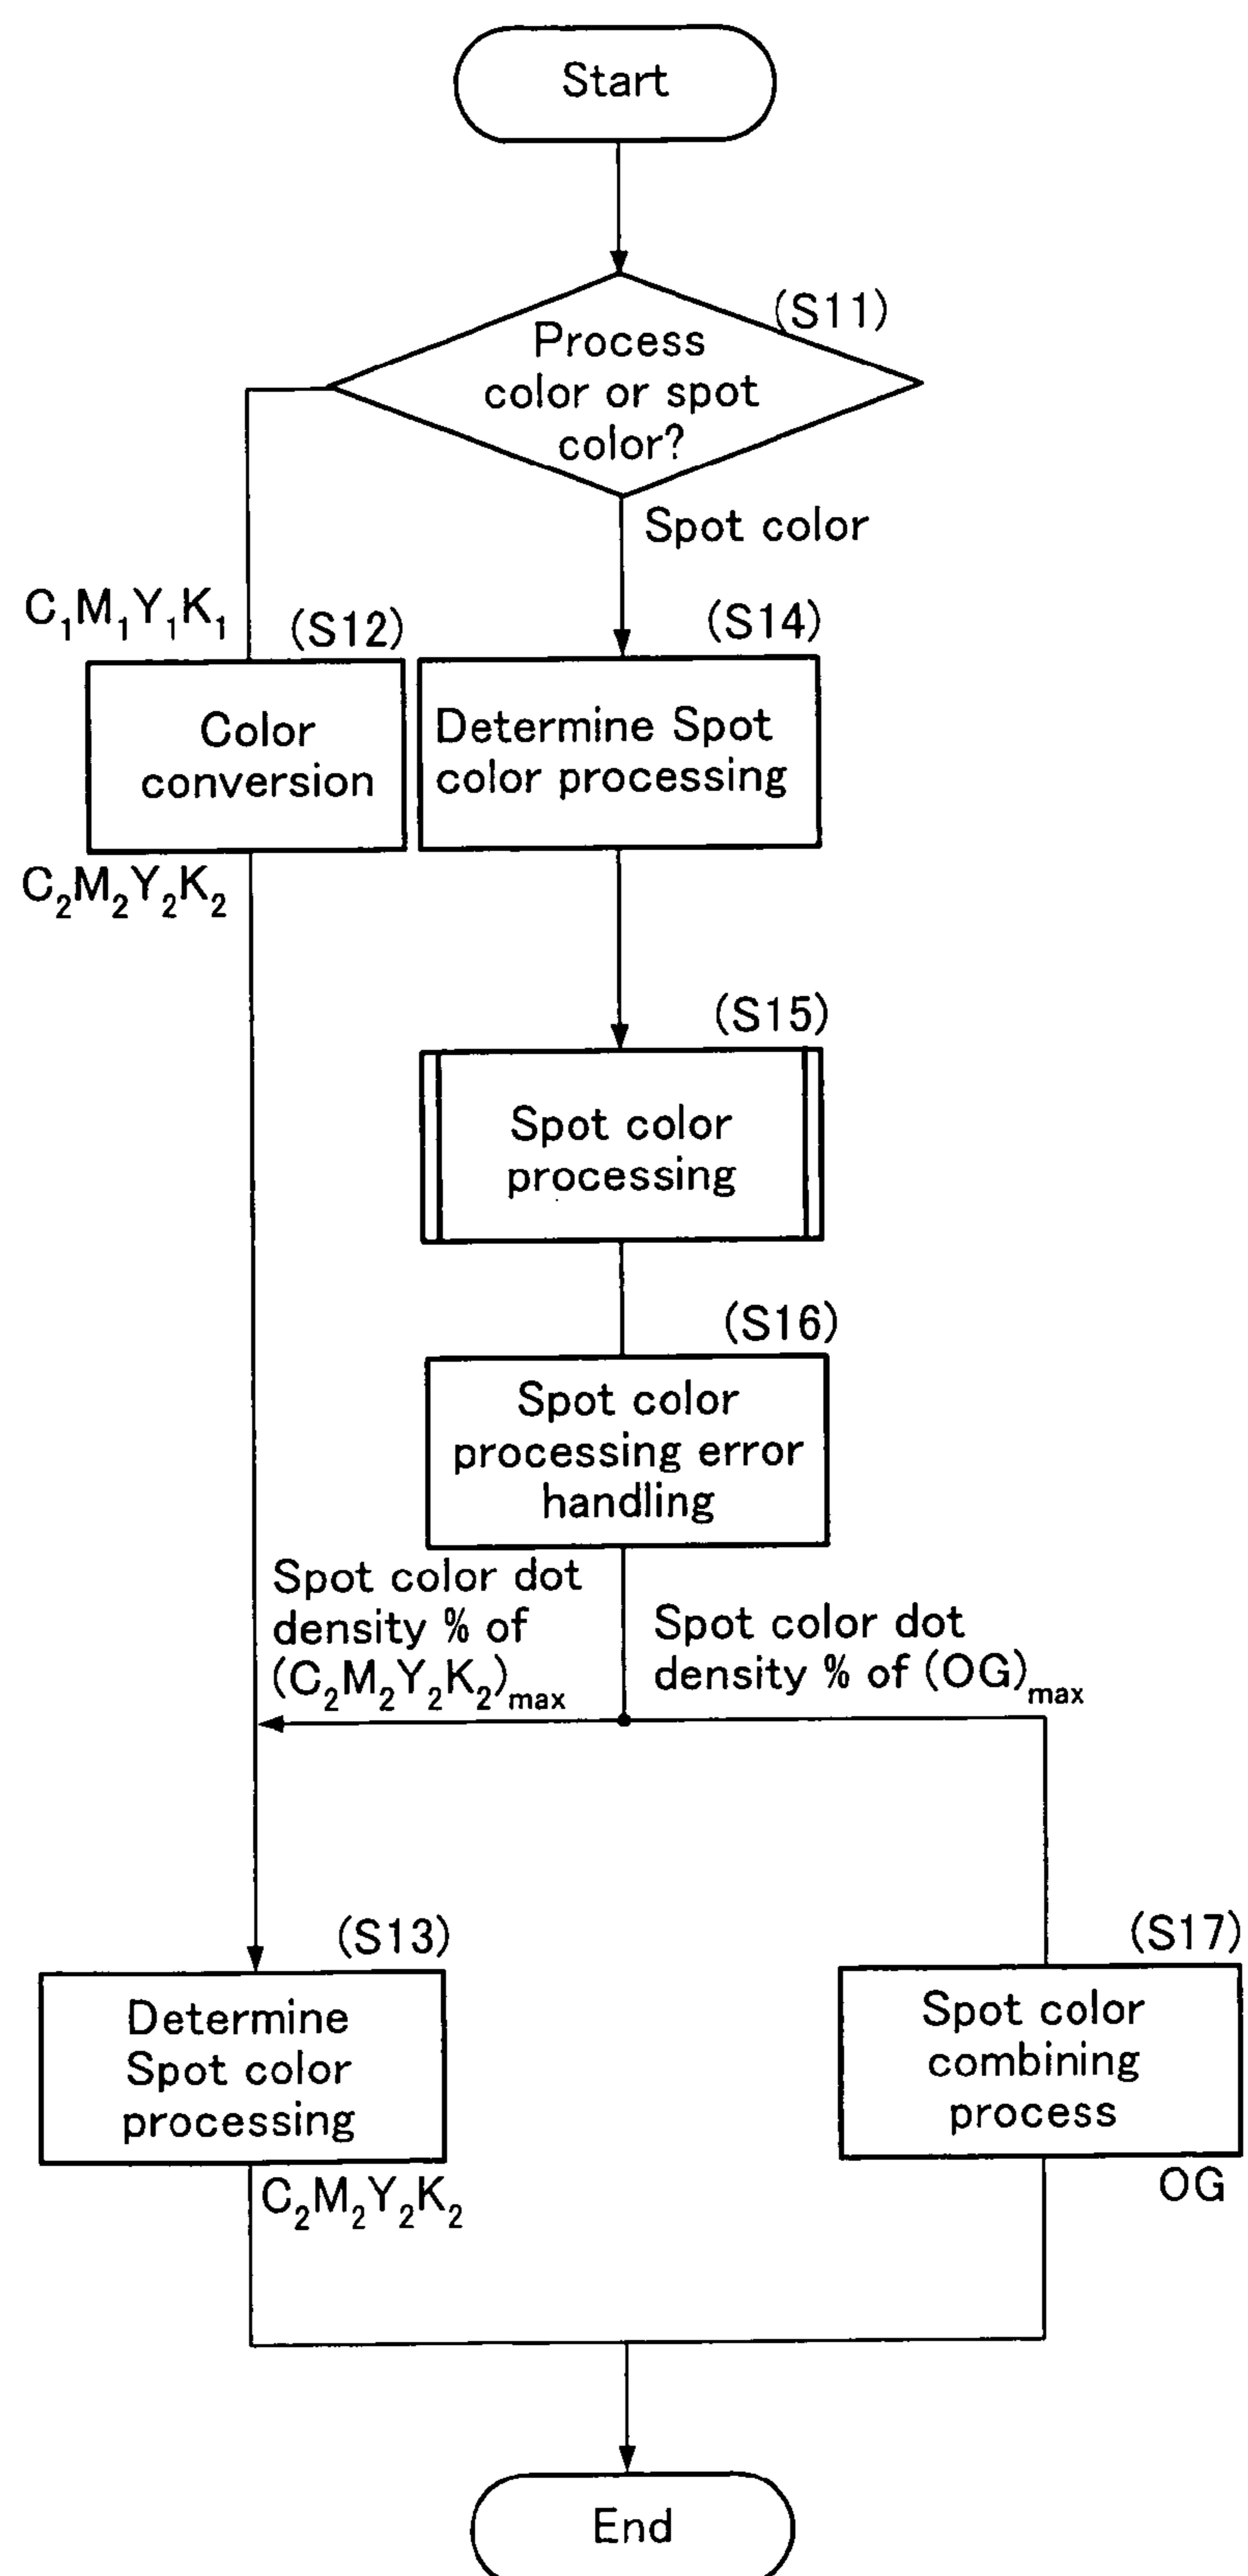 Start
(S11)
Process
color or spot
color?
Spot color
C₁M₁Y₁K₁
(S12)
(S14)
Color
conversion
Determine Spot
color processing
C₂M₂Y₂K₂
(S15)
Spot color
processing
(S16)
Spot color
processing error
handling
Spot color dot
density % of
(C₂M₂Y₂K₂)max
Spot color dot
density % of (OG)max
(S13)
(S17)
Determine
Spot color
processing
Spot color
combining
process
C₂M₂Y₂K₂
OG
End